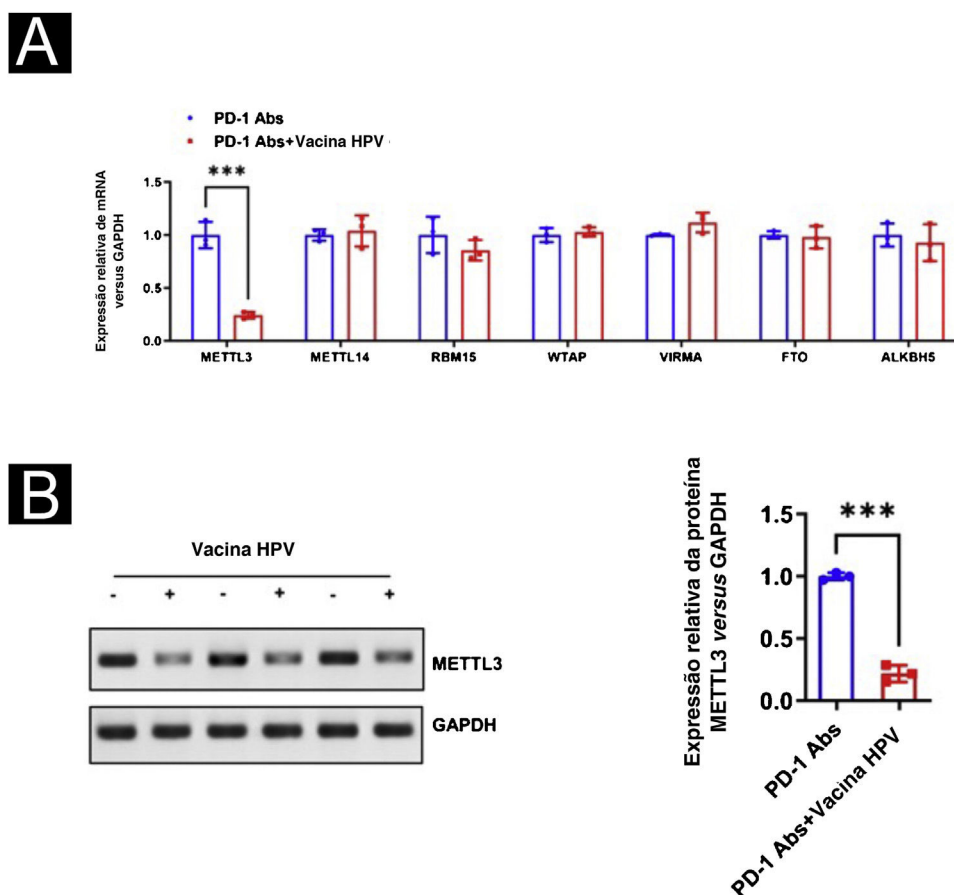 A
PD-1 Abs
PD-1 Abs+Vacina HPV
***
Expressão relativa de mRNA
versus GAPDH
1.5
1.0
0.5
0.0
METTL3 METTL14 RBM15 WTAP VIRMA FTO ALKBH5
B
Vacina HPV
- + - + - +
METTL3
GAPDH
Expressão relativa da proteína
METTL3 versus GAPDH
***
1.5
1.0
0.5
0.0
PD-1 Abs
PD-1 Abs+Vacina HPV